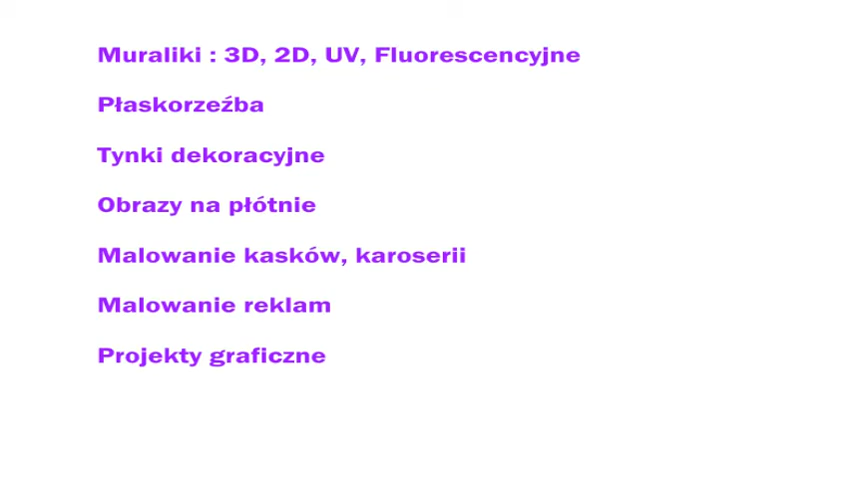 Muraliki : 3D, 2D, UV, Fluorescencyjne
Płaskorzeźba
Tynki dekoracyjne
Obrazy na płótnie
Malowanie kasków, karoserii
Malowanie reklam
Projekty graficzne